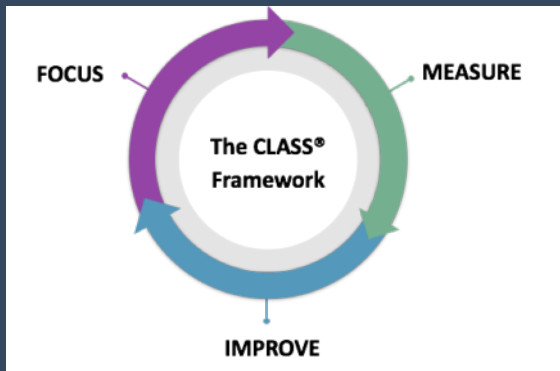 FOCUS
MEASURE
The CLASS®
Framework
IMPROVE